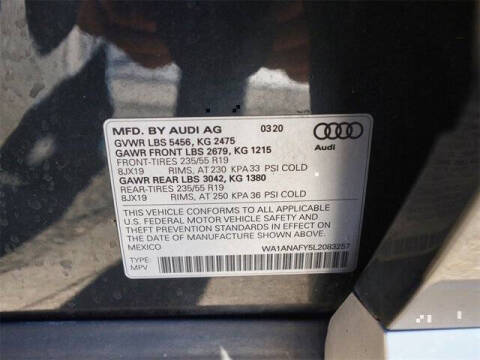 MFD. BY AUDI AG 03 20
GVWR LBS 5456, KG 2475
GAWR FRONT LBS 2679, KG 1215
FRONT-TIRES 235/55 R19
8JX19 RIMS, AT 230 KPA 33 PSI COLD
GAWR REAR LBS 3042, KG 1380
REAR-TIRES 235/55 R19
8JX19 RIMS, AT 250 KPA 36 PSI COLD
Audi
THIS VEHICLE CONFORMS TO ALL APPLICABLE
U.S. FEDERAL MOTOR VEHICLE SAFETY AND
THEFT PREVENTION STANDARDS IN EFFECT ON
THE DATE OF MANUFACTURE SHOWN ABOVE.
MEXICO WA1ANAFY5L2083257
TYPE:
MPV